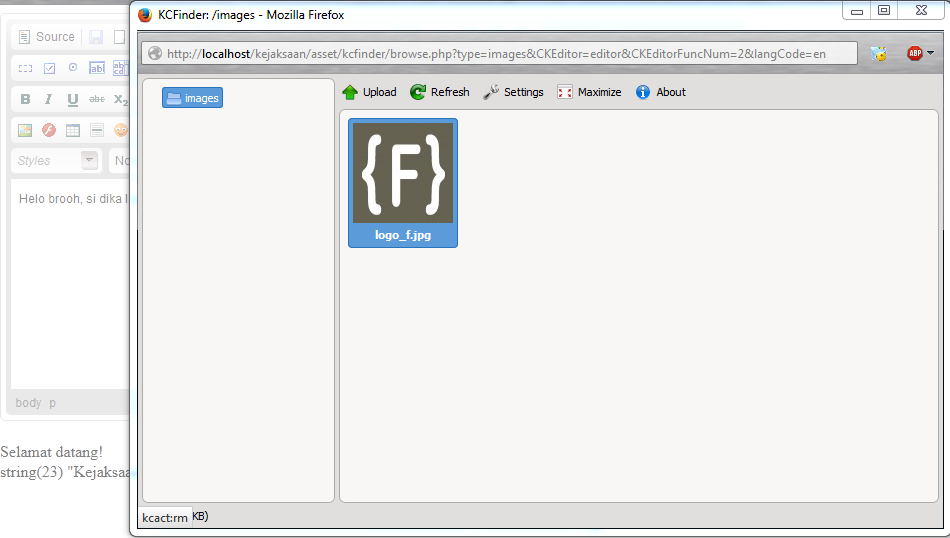 KCFinder: /images - Mozilla Firefox
http://localhost/kejaksaan/asset/kcfinder/browse.php?type=images&CKEditor=editor&CKEditorFuncNum=2&langCode=en
ABP
Source
images
Upload Refresh Settings Maximize About
B I U abc X2
{F}
Styles
logo_f.jpg
Helo brooh, si dika
body p
Selamat datang!
string(23) "Kejaksaa
kcact:rm KB)